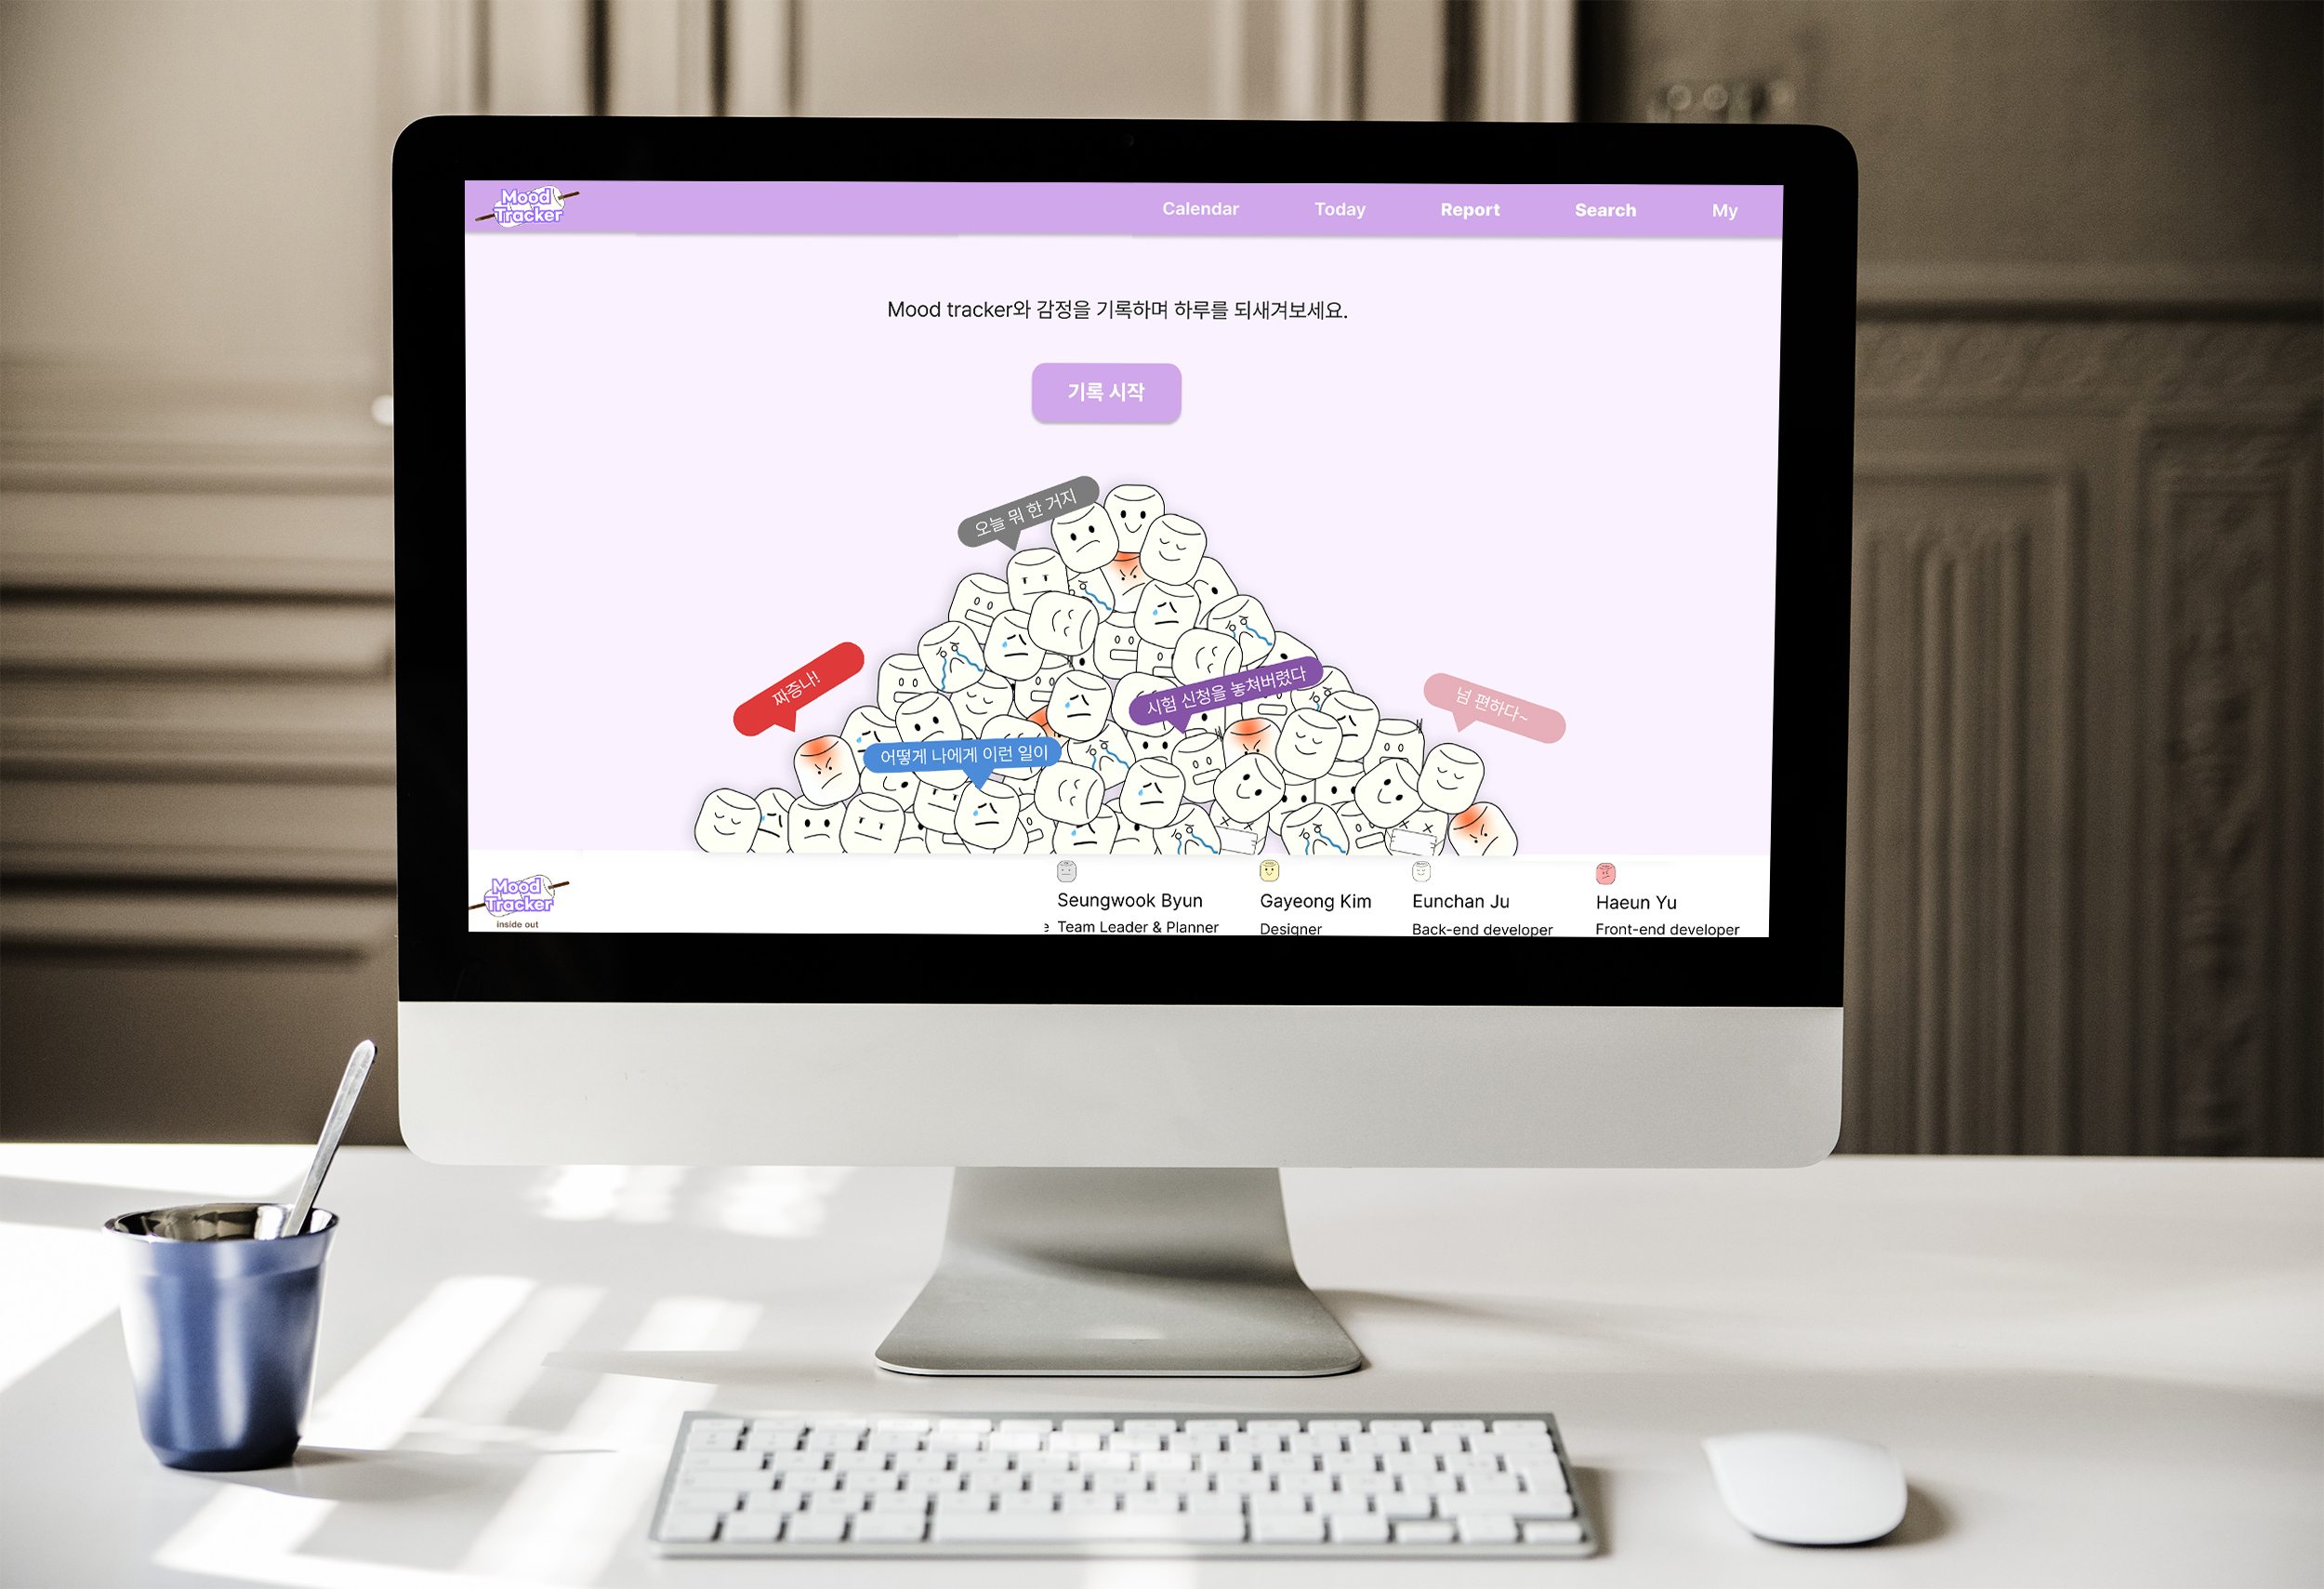 Mood
Tracker
Calendar
Today
Report
Search
My
Mood tracker와 감정을 기록하며 하루를 되새겨보세요.
기록 시작
오늘 뭐 한 거지
짜증나!
시험 신청을 놓쳐버렸다
넘 편하다~
어떻게 나에게 이런 일이
Mood
Tracker
inside out
Seungwook Byun
e Team Leader & Planner
Gayeong Kim
Designer
Eunchan Ju
Back-end developer
Haeun Yu
Front-end developer